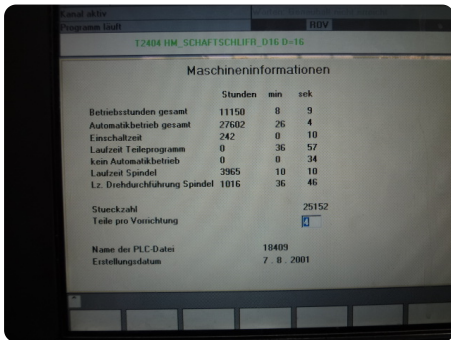 Kanal aktiv
Programm läuft
ROV
T2404 HM_SCHAFTSCHLIFR_D16 D=16
Maschineninformationen
Stunden min sek
Betriebsstunden gesamt 11150 8 9
Automatikbetrieb gesamt 27602 26 4
Einschaltzeit 242 0 10
Laufzeit Teileprogramm 0 36 57
kein Automatikbetrieb 0 0 34
Laufzeit Spindel 3965 10 10
Lz. Drehdurchführung Spindel 1016 36 46
Stueckzahl 25152
Teile pro Vorrichtung 4
Name der PLC-Datei 18409
Erstellungsdatum 7 . 8 . 2001